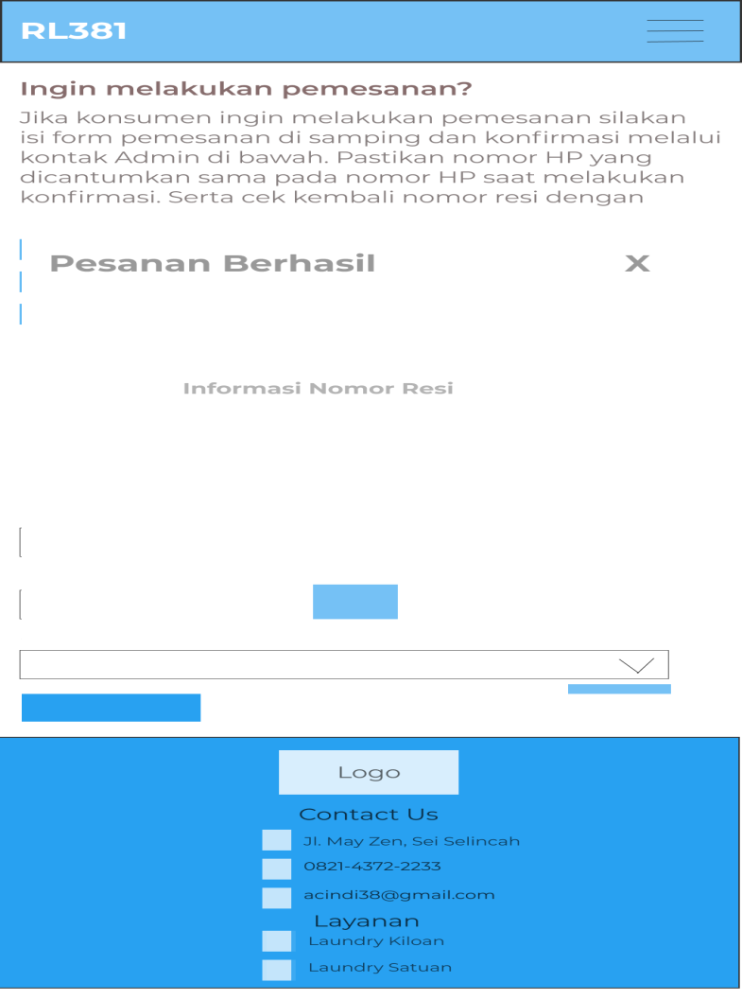 RL381
Ingin melakukan pemesanan?
Jika konsumen ingin melakukan pemesanan silakan
isi form pemesanan di samping dan konfirmasi melalui
kontak Admin di bawah. Pastikan nomor HP yang
dicantumkan sama pada nomor HP saat melakukan
konfirmasi. Serta cek kembali nomor resi dengan
Pesanan Berhasil X
Informasi Nomor Resi
Logo
Contact Us
Jl. May Zen, Sei Selincah
0821-4372-2233
acindi38@gmail.com
Layanan
Laundry Kiloan
Laundry Satuan